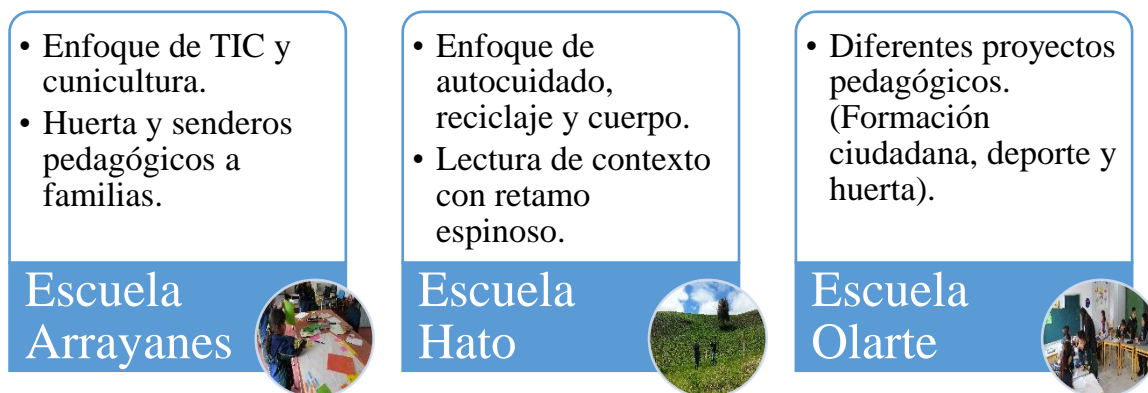 • Enfoque de TIC y
cunicultura.
• Huerta y senderos
pedagógicos a
familias.
Escuela
Arrayanes
• Enfoque de
autocuidado,
reciclaje y cuerpo.
• Lectura de contexto
con retamo
espinoso.
Escuela
Hato
• Diferentes proyectos
pedagógicos.
(Formación
ciudadana, deporte y
huerta).
Escuela
Olarte